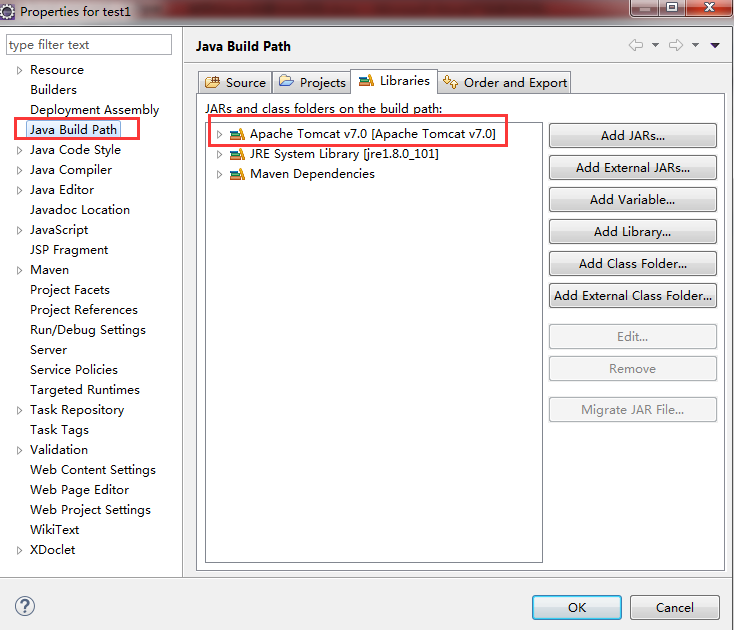 Properties for test1
type filter text
Resource
Builders
Deployment Assembly
Java Build Path
Java Code Style
Java Compiler
Java Editor
Javadoc Location
JavaScript
JSP Fragment
Maven
Project Facets
Project References
Run/Debug Settings
Server
Service Policies
Targeted Runtimes
Task Repository
Task Tags
Validation
Web Content Settings
Web Page Editor
Web Project Settings
WikiText
XDoclet
Java Build Path
Source Projects Libraries Order and Export
JARs and class folders on the build path:
Apache Tomcat v7.0 [Apache Tomcat v7.0]
JRE System Library [jre1.8.0_101]
Maven Dependencies
Add JARs...
Add External JARs...
Add Variable...
Add Library...
Add Class Folder...
Add External Class Folder...
Edit...
Remove
Migrate JAR File...
?
OK Cancel